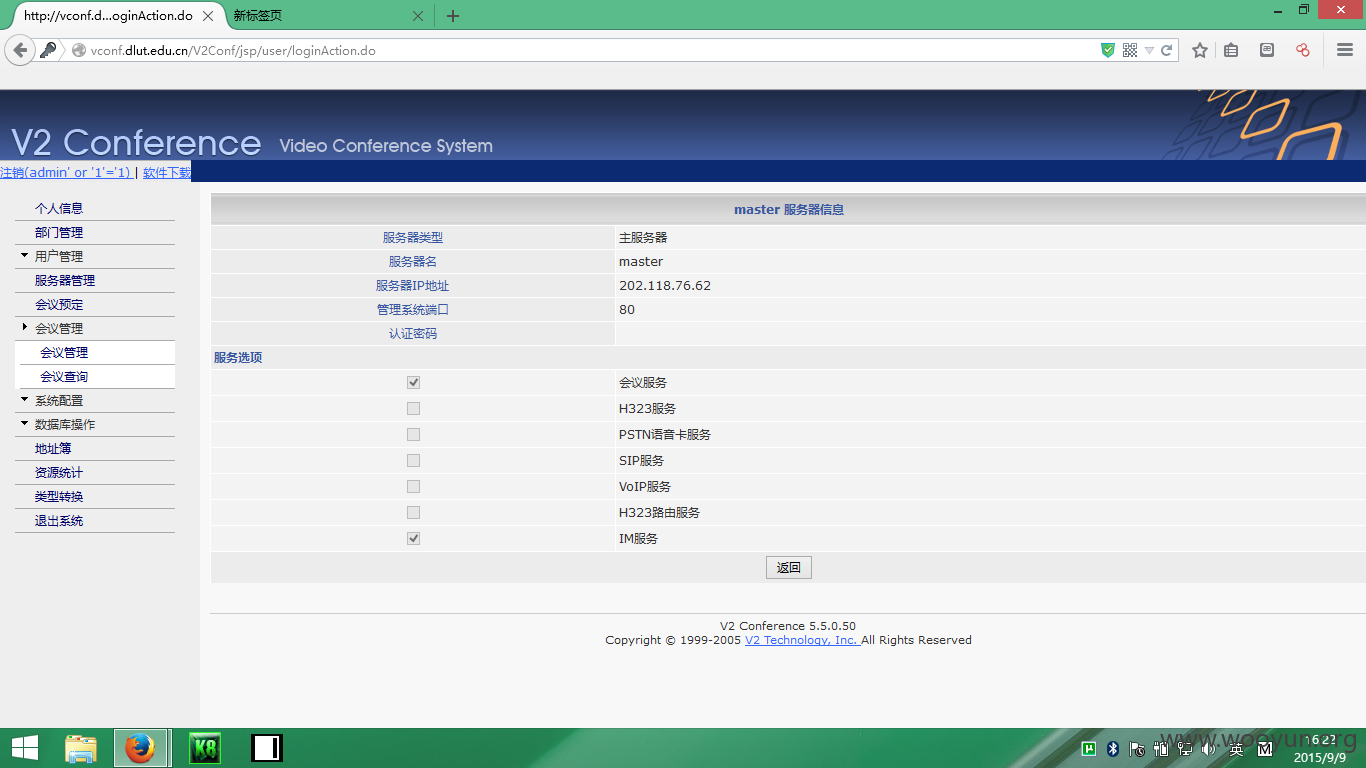 http://vconf.d...oginAction.do
新标签页
vconf.dlut.edu.cn/V2Conf/jsp/user/loginAction.do
V2 Conference Video Conference System
注销(admin' or '1'='1) | 软件下载
个人信息
部门管理
用户管理
服务器管理
会议预定
会议管理
会议管理
会议查询
系统配置
数据库操作
地址簿
资源统计
类型转换
退出系统
master 服务器信息
服务器类型 主服务器
服务器名 master
服务器IP地址 202.118.76.62
管理系统端口 80
认证密码
服务选项
会议服务
H323服务
PSTN语音卡服务
SIP服务
VoIP服务
H323路由服务
IM服务
返回
V2 Conference 5.5.0.50
Copyright © 1999-2005 V2 Technology, Inc. All Rights Reserved
K8
英
M
16:22
2015/9/9
www.wooyun.org